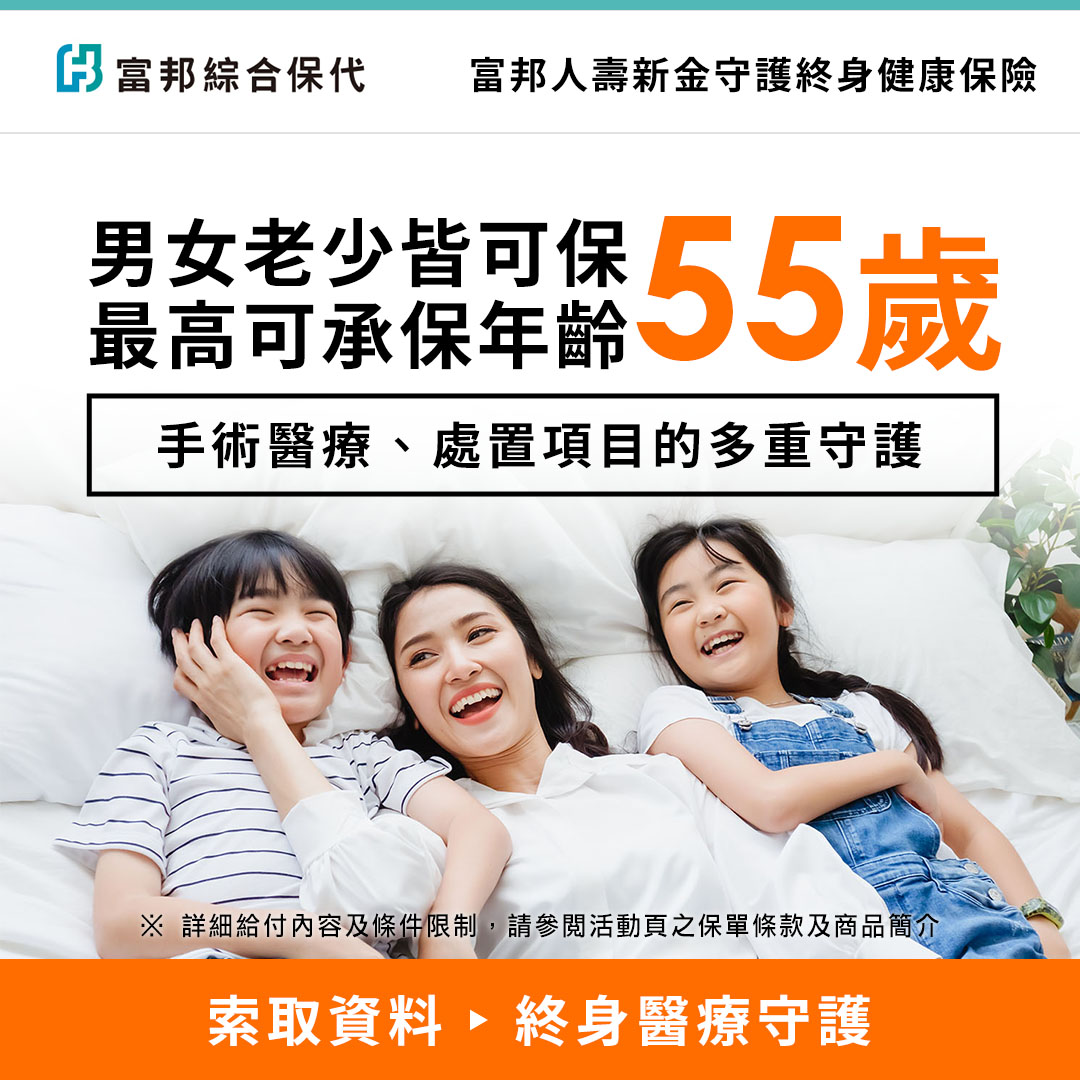 富邦綜合保代
富邦人壽新金守護終身健康保險
男女老少皆可保
最高可承保年齡
55歲
手術醫療、處置項目的多重守護
※ 詳細給付內容及條件限制，請參閱活動頁之保單條款及商品簡介
索取資料▸終身醫療守護